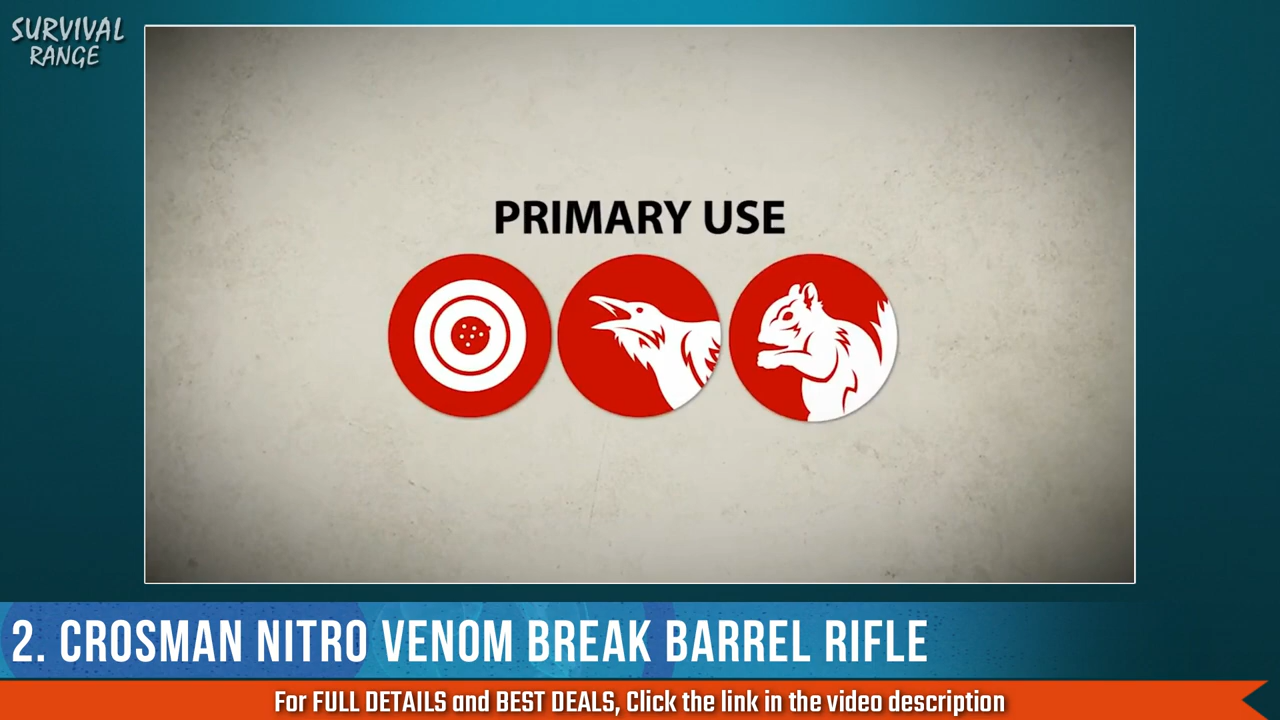 SURVIVAL
RANGE
PRIMARY USE
2. CROSMAN NITRO VENOM BREAK BARREL RIFLE
For FULL DETAILS and BEST DEALS, Click the link in the video description